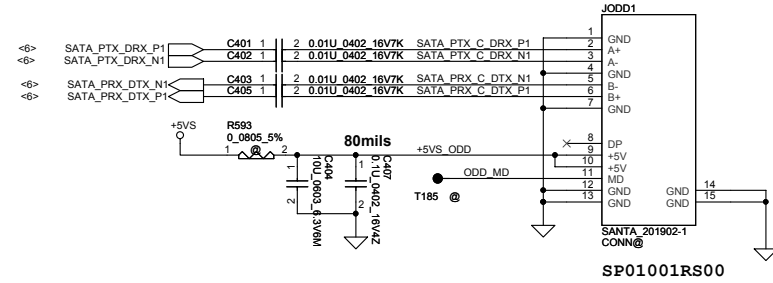 JODD1
1 GND
<6> SATA_PTX_DRX_P1 C401 1 2 0.01U_0402_16V7K SATA_PTX_C_DRX_P1 2 A+
<6> SATA_PTX_DRX_N1 C402 1 2 0.01U_0402_16V7K SATA_PTX_C_DRX_N1 3 A-
4 GND
<6> SATA_PRX_DTX_N1 C403 1 2 0.01U_0402_16V7K SATA_PRX_C_DTX_N1 5 B-
<6> SATA_PRX_DTX_P1 C405 1 2 0.01U_0402_16V7K SATA_PRX_C_DTX_P1 6 B+
7 GND
+5VS
R593
0_0805_5%
1 2
@
80mils
+5VS_ODD
8 DP
9 +5V
10 +5V
ODD_MD 11 MD
12 GND GND 14
13 GND GND 15
C404
10U_0603_6.3V6M
1
2
C407
0.1U_0402_16V4Z
1
2
T185 @
SANTA_201902-1
CONN@
SP01001RS00